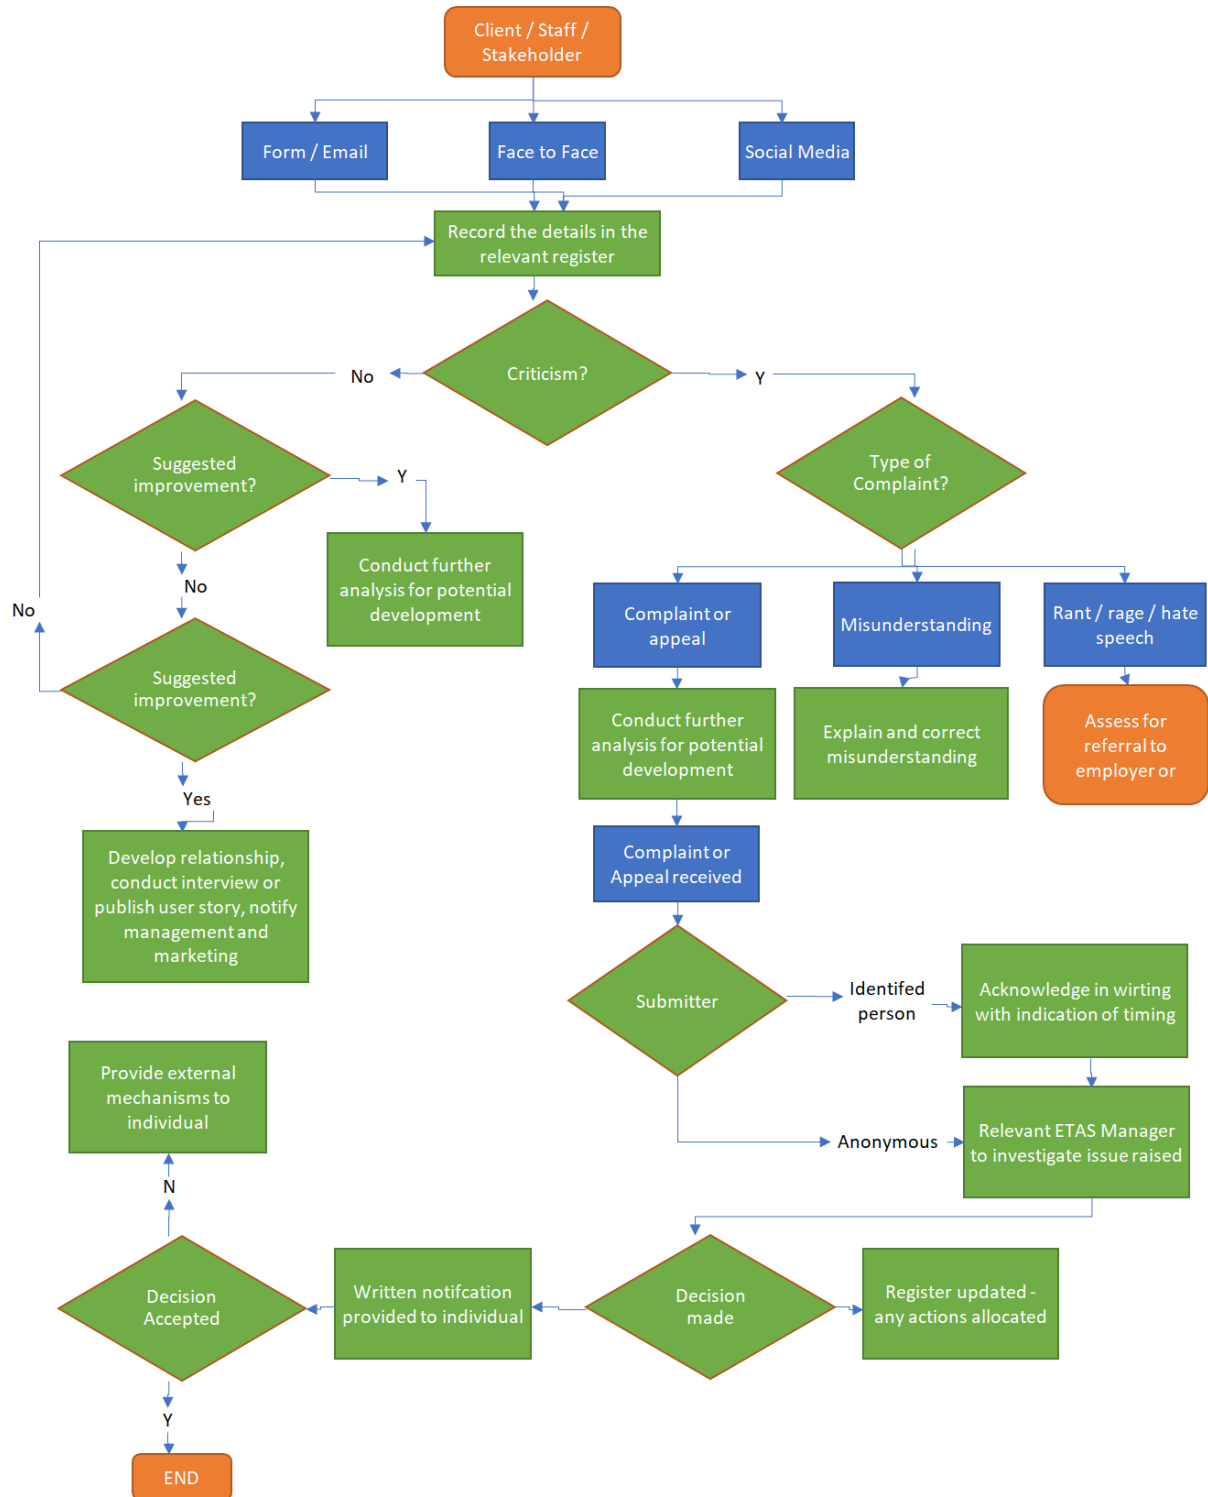 Client / Staff /
Stakeholder
Form / Email
Face to Face
Social Media
Record the details in the
relevant register
Criticism?
No
Y
Suggested
improvement?
Y
Type of
Complaint?
Conduct further
analysis for potential
development
No
No
Suggested
improvement?
Yes
Develop relationship,
conduct interview or
publish user story, notify
management and
marketing
Complaint or
appeal
Misunderstanding
Rant / rage / hate
speech
Conduct further
analysis for potential
development
Explain and correct
misunderstanding
Assess for
referral to
employer or
Complaint or
Appeal received
Submitter
Identifed
person
Acknowledge in wirting
with indication of timing
Anonymous
Relevant ETAS Manager
to investigate issue raised
Decision
made
Register updated -
any actions allocated
Written notifcation
provided to individual
Decision
Accepted
N
Provide external
mechanisms to
individual
Y
END